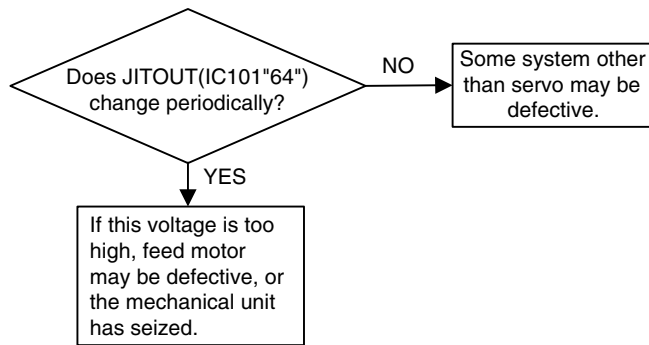 Does JITOUT(IC101"64")
change periodically?
NO
Some system other
than servo may be
defective.
YES
If this voltage is too
high, feed motor
may be defective, or
the mechanical unit
has seized.